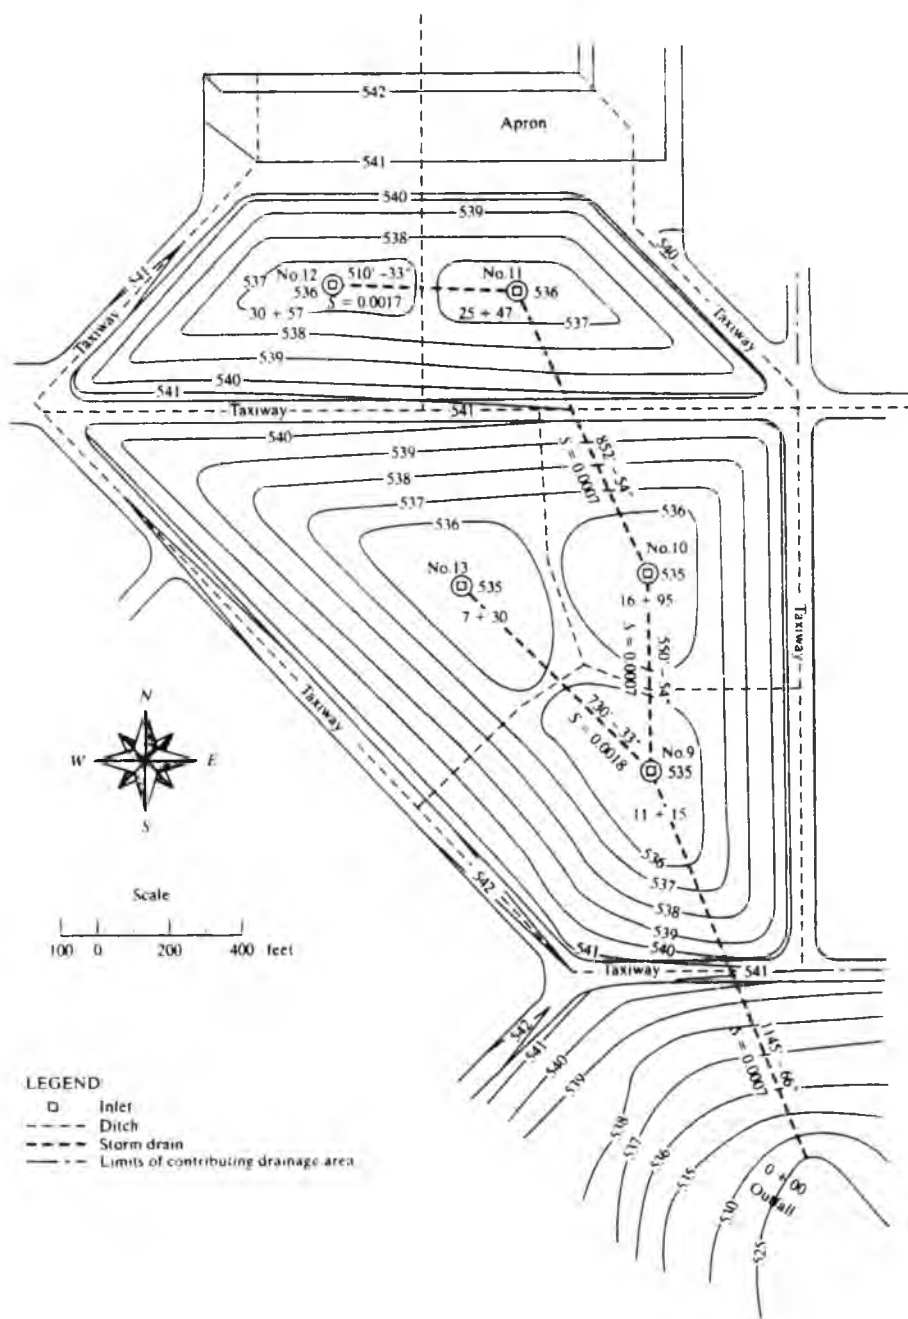 542
Apron
541
540
539
538
540
541
537
No.12
536
510' - 33"
S = 0.0017
30 + 57
No.11
536
25 + 47
537
538
539
540
541
Taxiway
Taxiway
Taxiway
541
540
539
538
537
536
852' - 54"
S = 0.0007
536
No.13
535
7 + 30
No.10
535
16 + 95
550' - 54"
S = 0.0007
Taxiway
Taxiway
730' - 33"
S = 0.0018
No.9
535
11 + 15
N
W
E
S
536
537
538
539
540
541
542
Taxiway
541
Scale
100 0 200 400 feet
1145' - 66"
S = 0.0007
542
541
540
539
538
537
536
535
530
525
0 + 00
Outfall
LEGEND
Inlet
Ditch
Storm drain
Limits of contributing drainage area